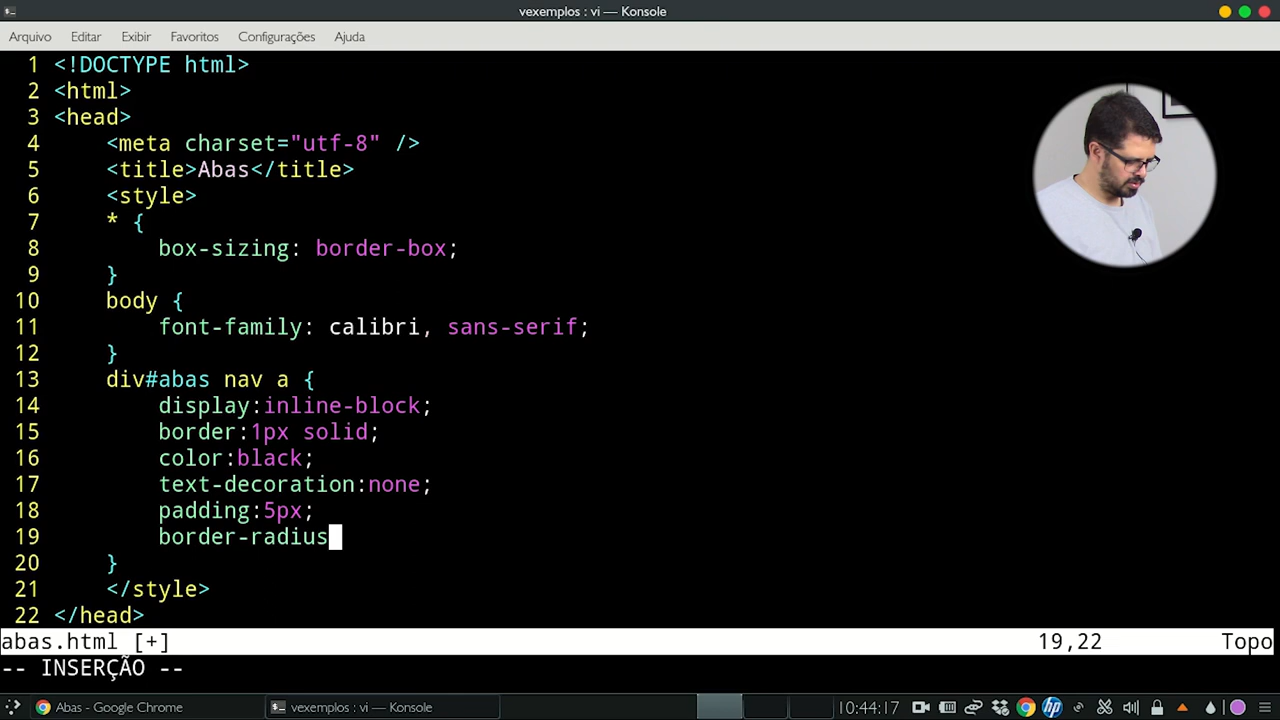 vexemplos : vi — Konsole
Arquivo Editar Exibir Favoritos Configurações Ajuda
1 <!DOCTYPE html>
2 <html>
3 <head>
4 <meta charset="utf-8" />
5 <title>Abas</title>
6 <style>
7 * {
8 box-sizing: border-box;
9 }
10 body {
11 font-family: calibri, sans-serif;
12 }
13 div#abas nav a {
14 display:inline-block;
15 border:1px solid;
16 color:black;
17 text-decoration:none;
18 padding:5px;
19 border-radius
20 }
21 </style>
22 </head>
abas.html [+] 19,22 Topo
-- INSERÇÃO --
Abas - Google Chrome vexemplos : vi — Konsole 10:44:17 hp